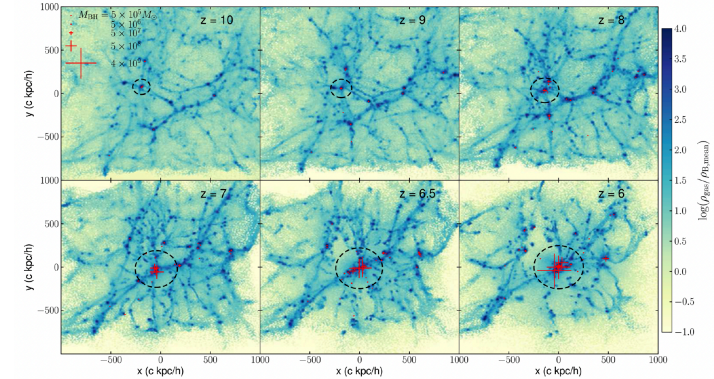 1000
M_BH = 5 × 10^5 M_⊙
5 × 10^6
5 × 10
5 × 10
4 × 10
z = 10
z = 9
z = 8
500
0
−500
y (c kpc/h)
1000
z = 7
z = 6.5
z = 6
500
0
−500
y (c kpc/h)
−500 0 500 1000
−500 0 500 1000
−500 0 500 1000
x (c kpc/h)
x (c kpc/h)
x (c kpc/h)
4.0
3.5
3.0
2.5
2.0
1.5
1.0
0.5
0.0
−0.5
−1.0
log(ρ_gas/ρ_B,mean)